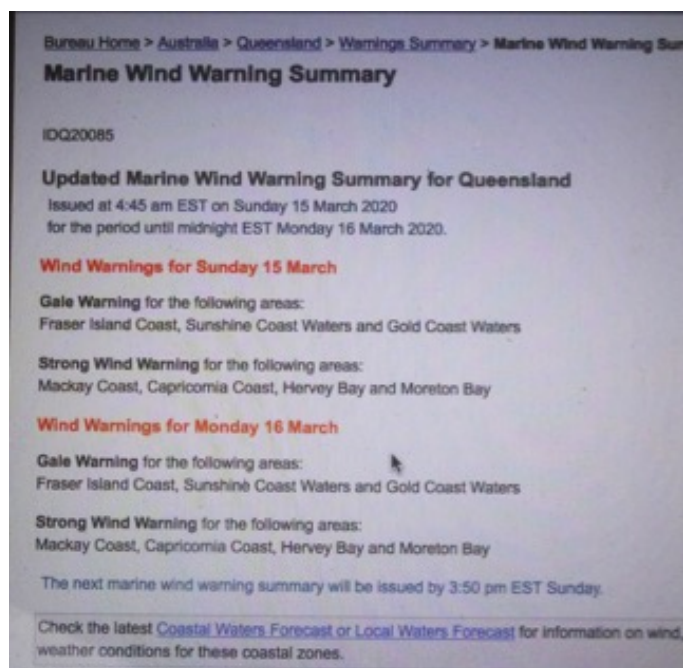 Bureau Home > Australia > Queensland > Warnings Summary > Marine Wind Warning Sum
Marine Wind Warning Summary
IDQ20085
Updated Marine Wind Warning Summary for Queensland
Issued at 4:45 am EST on Sunday 15 March 2020
for the period until midnight EST Monday 16 March 2020.
Wind Warnings for Sunday 15 March
Gale Warning for the following areas:
Fraser Island Coast, Sunshine Coast Waters and Gold Coast Waters
Strong Wind Warning for the following areas:
Mackay Coast, Capricornia Coast, Hervey Bay and Moreton Bay
Wind Warnings for Monday 16 March
Gale Warning for the following areas:
Fraser Island Coast, Sunshine Coast Waters and Gold Coast Waters
Strong Wind Warning for the following areas:
Mackay Coast, Capricornia Coast, Hervey Bay and Moreton Bay
The next marine wind warning summary will be issued by 3:50 pm EST Sunday.
Check the latest Coastal Waters Forecast or Local Waters Forecast for information on wind,
weather conditions for these coastal zones.